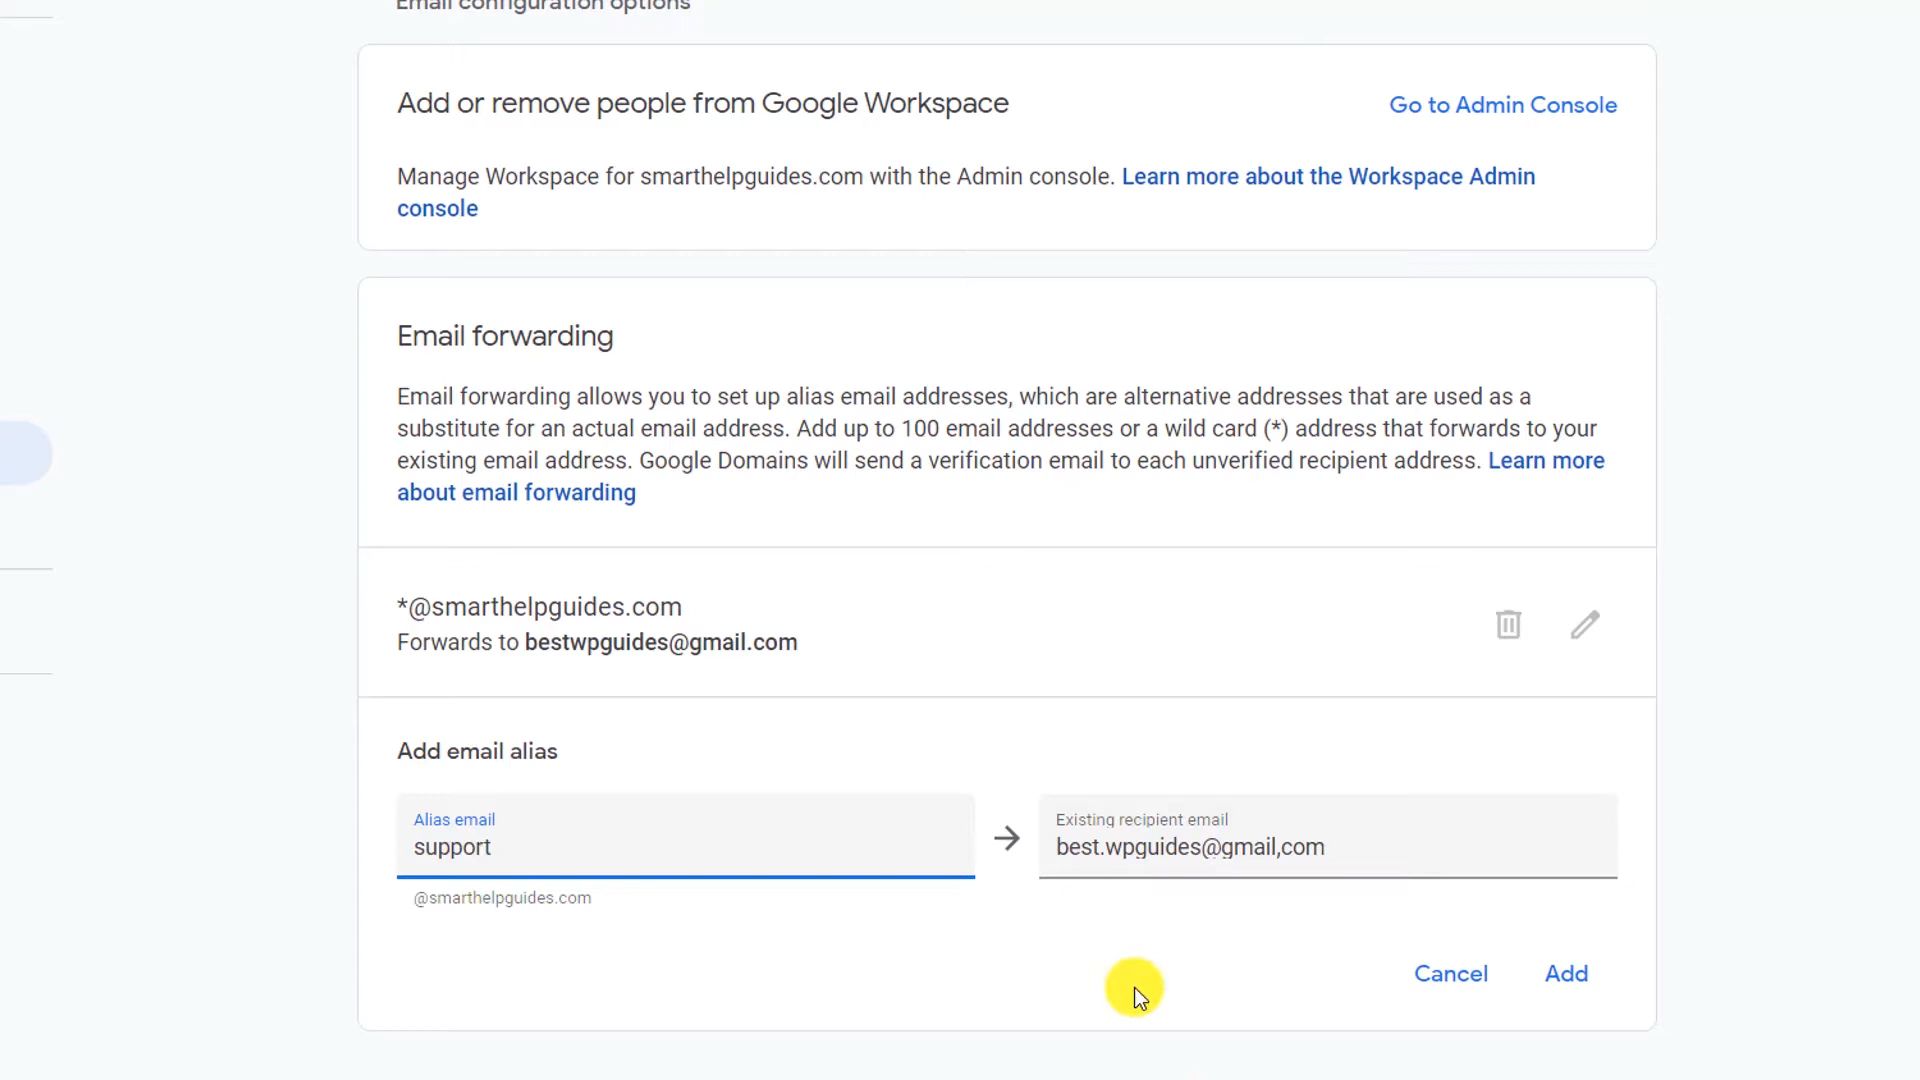 Email configuration options
Add or remove people from Google Workspace
Go to Admin Console
Manage Workspace for smarthelpguides.com with the Admin console. Learn more about the Workspace Admin
console
Email forwarding
Email forwarding allows you to set up alias email addresses, which are alternative addresses that are used as a
substitute for an actual email address. Add up to 100 email addresses or a wild card (*) address that forwards to your
existing email address. Google Domains will send a verification email to each unverified recipient address. Learn more
about email forwarding
*@smarthelpguides.com
Forwards to bestwpguides@gmail.com
Add email alias
Alias email
support
@smarthelpguides.com
Existing recipient email
best.wpguides@gmail,com
Cancel
Add